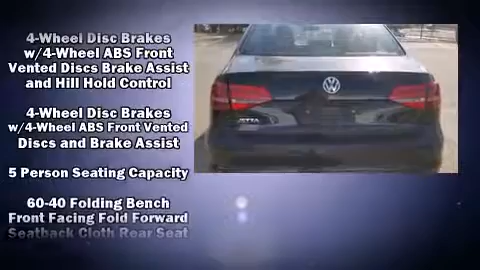 4-Wheel Disc Brakes
w/4-Wheel ABS Front
Vented Discs Brake Assist
and Hill Hold Control
4-Wheel Disc Brakes
w/4-Wheel ABS Front Vented
Discs and Brake Assist
5 Person Seating Capacity
60-40 Folding Bench
Front Facing Fold Forward
Seatback Cloth Rear Seat